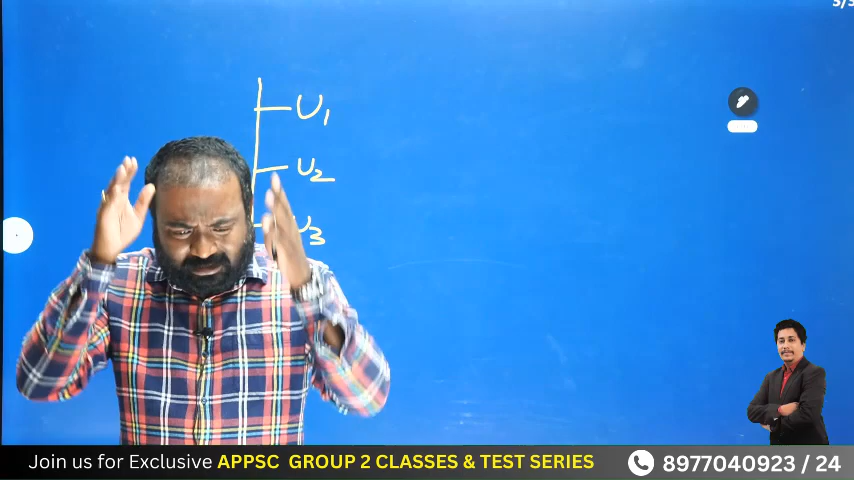 U1
U2
U3
Join us for Exclusive APPSC GROUP 2 CLASSES & TEST SERIES
8977040923 / 24